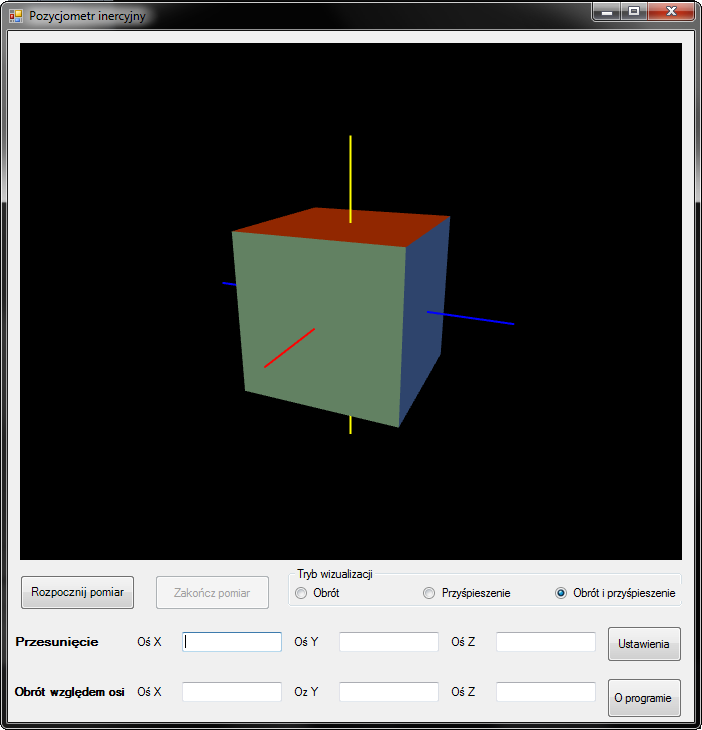 Pozycjometr inercyjny
Tryb wizualizacji
Rozpocznij pomiar Zakończ pomiar Obrót Przyśpieszenie Obrót i przyśpieszenie
Przesunięcie Oś X Oś Y Oś Z Ustawienia
Obrót względem osi Oś X Oz Y Oś Z O programie